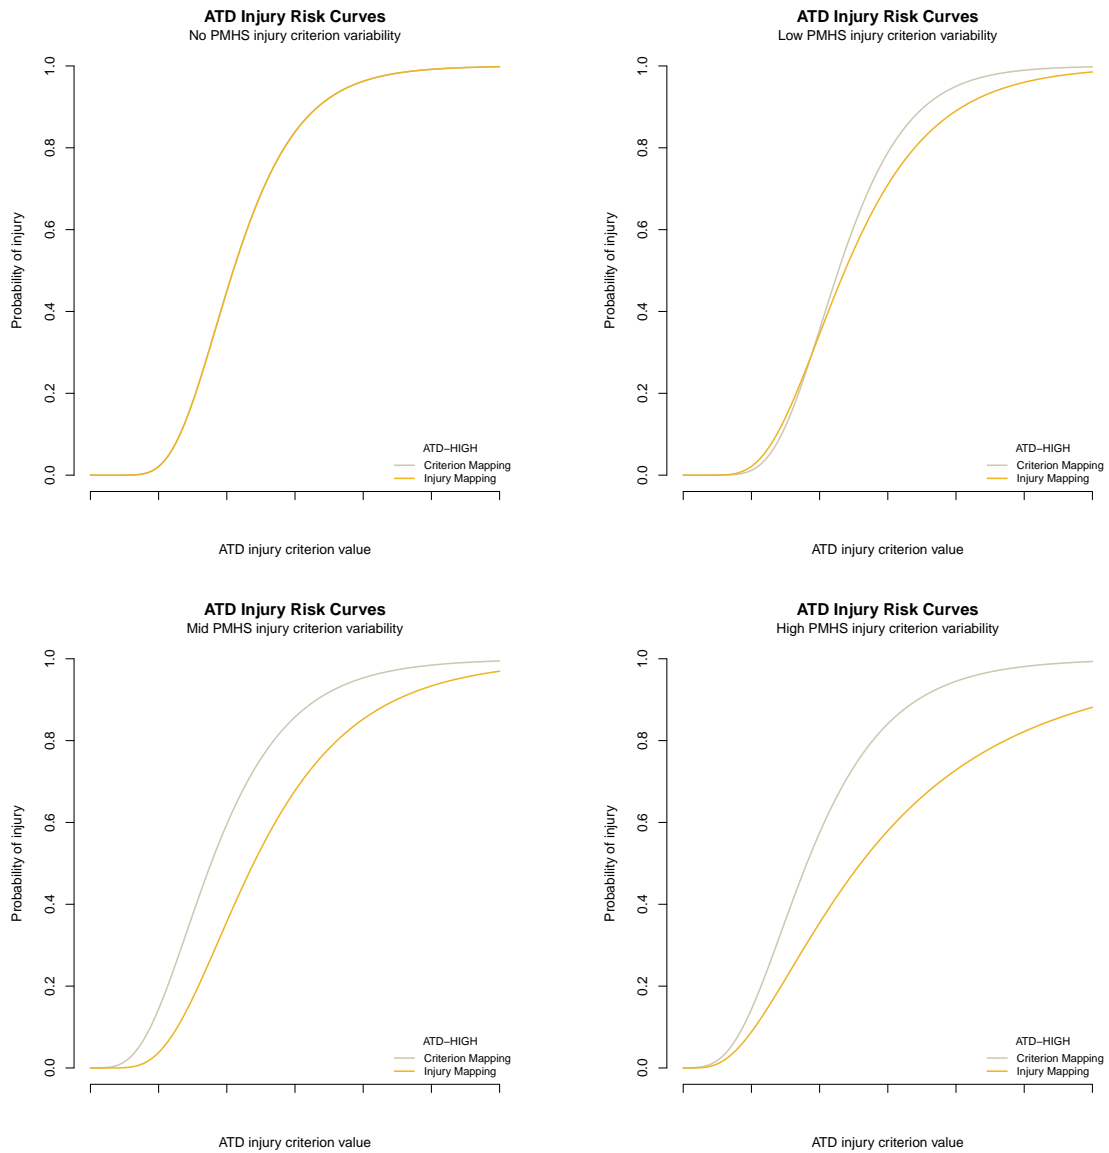 ATD Injury Risk Curves
No PMHS injury criterion variability
Probability of injury
1.0
0.8
0.6
0.4
0.2
0.0
ATD−HIGH
Criterion Mapping
Injury Mapping
ATD injury criterion value
ATD Injury Risk Curves
Low PMHS injury criterion variability
Probability of injury
1.0
0.8
0.6
0.4
0.2
0.0
ATD−HIGH
Criterion Mapping
Injury Mapping
ATD injury criterion value
ATD Injury Risk Curves
Mid PMHS injury criterion variability
Probability of injury
1.0
0.8
0.6
0.4
0.2
0.0
ATD−HIGH
Criterion Mapping
Injury Mapping
ATD injury criterion value
ATD Injury Risk Curves
High PMHS injury criterion variability
Probability of injury
1.0
0.8
0.6
0.4
0.2
0.0
ATD−HIGH
Criterion Mapping
Injury Mapping
ATD injury criterion value